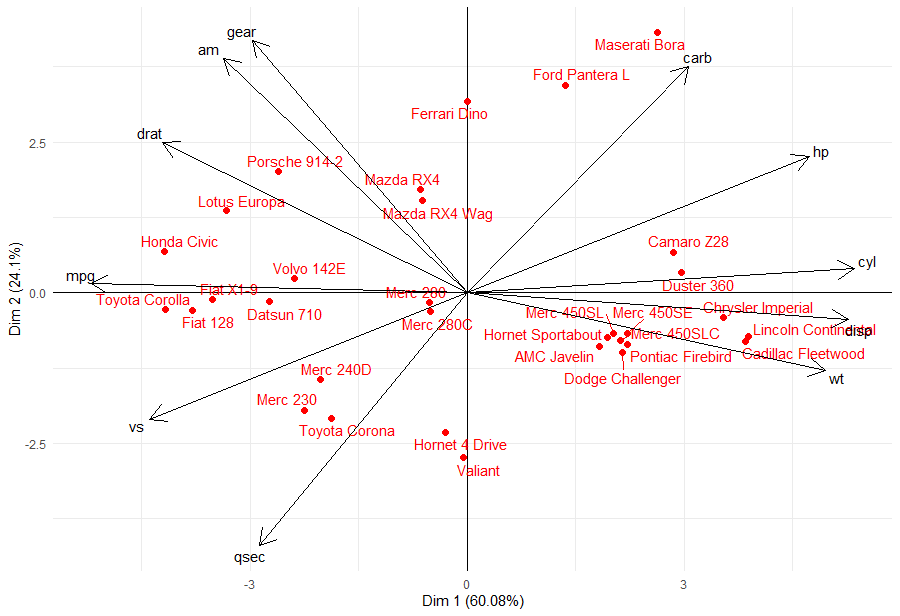 gear
am
Maserati Bora
carb
Ford Pantera L
Ferrari Dino
drat
2.5
hp
Porsche 914-2
Mazda RX4
Lotus Europa
Mazda RX4 Wag
Honda Civic
Camaro Z28
cyl
Volvo 142E
mpg
Duster 360
0.0
Fiat X1-9
Merc 280
Toyota Corolla
Chrysler Imperial
Merc 450SL
Merc 450SE
Datsun 710
Fiat 128
Merc 280C
Lincoln Continental
disp
Hornet Sportabout
Merc 450SLC
Cadillac Fleetwood
AMC Javelin
Pontiac Firebird
Merc 240D
Dodge Challenger
wt
Merc 230
vs
Toyota Corona
Hornet 4 Drive
-2.5
Valiant
qsec
-3
0
3
Dim 1 (60.08%)
Dim 2 (24.1%)